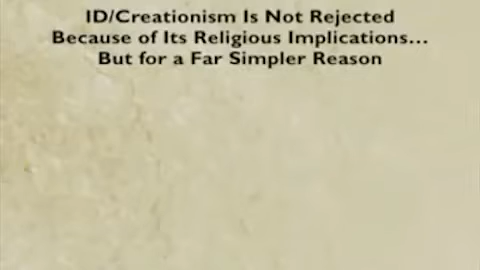 ID/Creationism Is Not Rejected
Because of Its Religious Implications...
But for a Far Simpler Reason